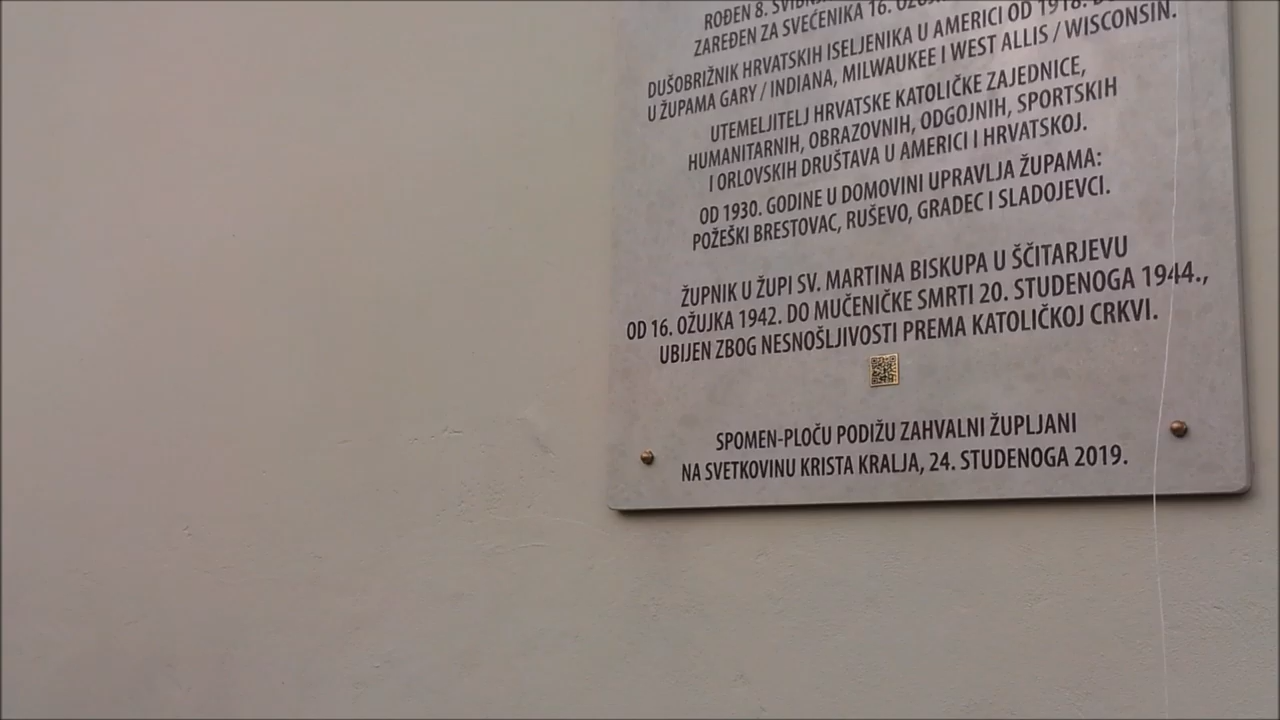 ROĐEN 8.
ZAREĐEN ZA SVEĆENIKA 16.
DUŠOBRIŽNIK HRVATSKIH ISELJENIKA U AMERICI OD 1918.
U ŽUPAMA GARY / INDIANA, MILWAUKEE I WEST ALLIS / WISCONSIN.
UTEMELJITELJ HRVATSKE KATOLIČKE ZAJEDNICE,
HUMANITARNIH, OBRAZOVNIH, ODGOJNIH, SPORTSKIH
I ORLOVSKIH DRUŠTAVA U AMERICI I HRVATSKOJ.
OD 1930. GODINE U DOMOVINI UPRAVLJA ŽUPAMA:
POŽEŠKI BRESTOVAC, RUŠEVO, GRADEC I SLADOJEVCI.
ŽUPNIK U ŽUPI SV. MARTINA BISKUPA U ŠČITARJEVU
OD 16. OŽUJKA 1942. DO MUČENIČKE SMRTI 20. STUDENOGA 1944.,
UBIJEN ZBOG NESNOŠLJIVOSTI PREMA KATOLIČKOJ CRKVI.
SPOMEN-PLOČU PODIŽU ZAHVALNI ŽUPLJANI
NA SVETKOVINU KRISTA KRALJA, 24. STUDENOGA 2019.